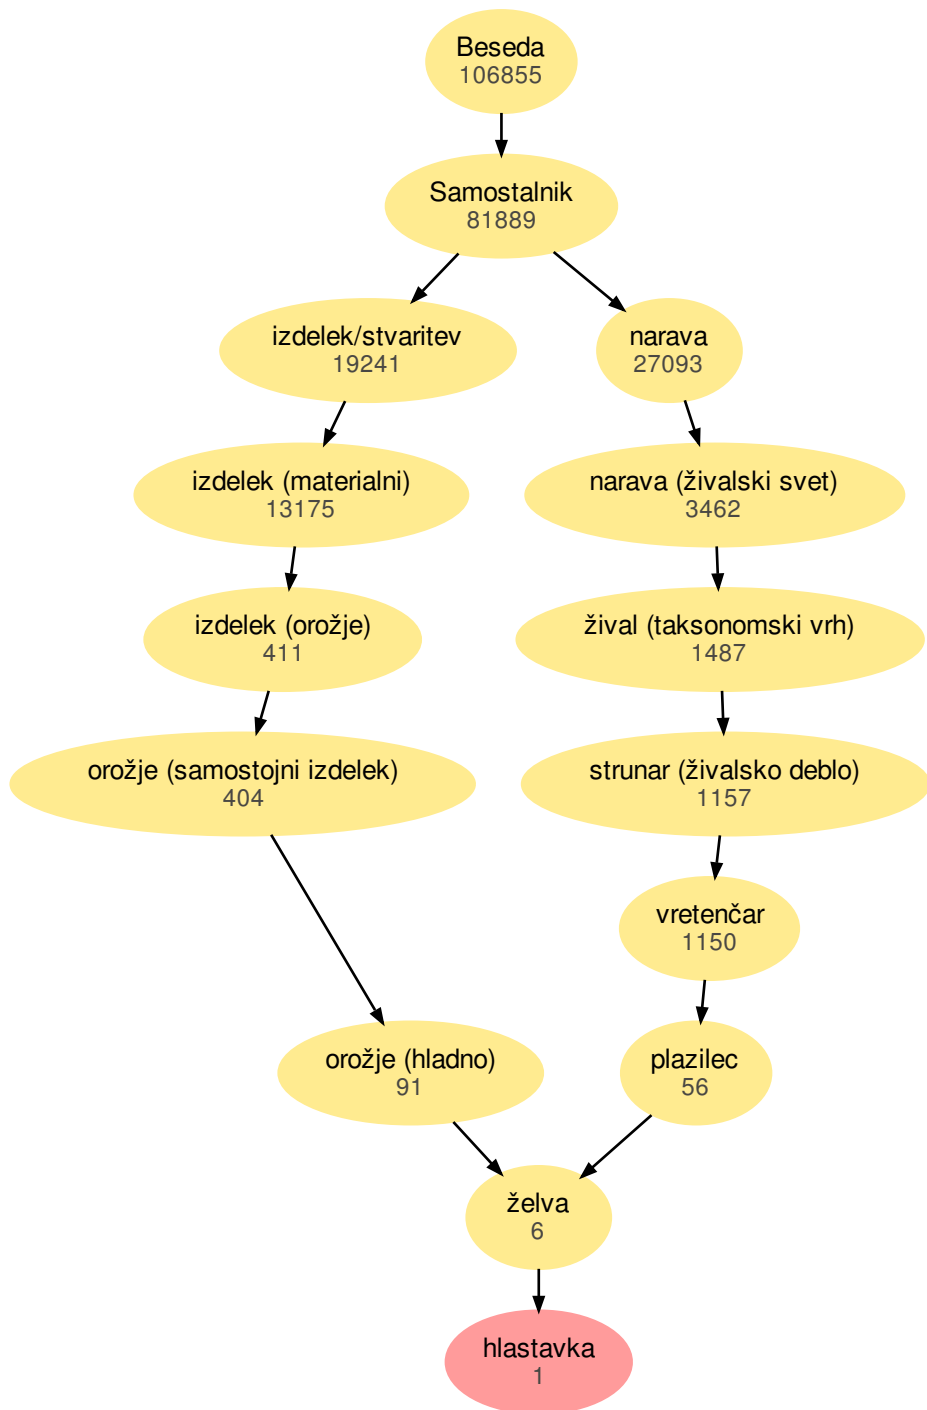 Beseda
106855
Samostalnik
81889
izdelek/stvaritev
19241
narava
27093
izdelek (materialni)
13175
narava (živalski svet)
3462
izdelek (orožje)
411
žival (taksonomski vrh)
1487
orožje (samostojni izdelek)
404
strunar (živalsko deblo)
1157
vretenčar
1150
orožje (hladno)
91
plazilec
56
želva
6
hlastavka
1